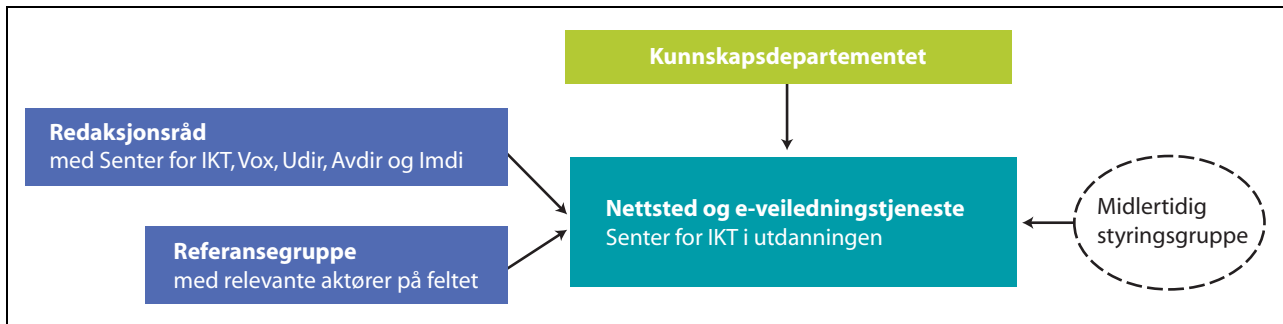 Kunnskapsdepartementet
Redaksjonsråd
med Senter for IKT, Vox, Udir, Avdir og Imdi
Nettsted og e-veiledningstjeneste
Senter for IKT i utdanningen
Midlertidig
styringsgruppe
Referansegruppe
med relevante aktører på feltet